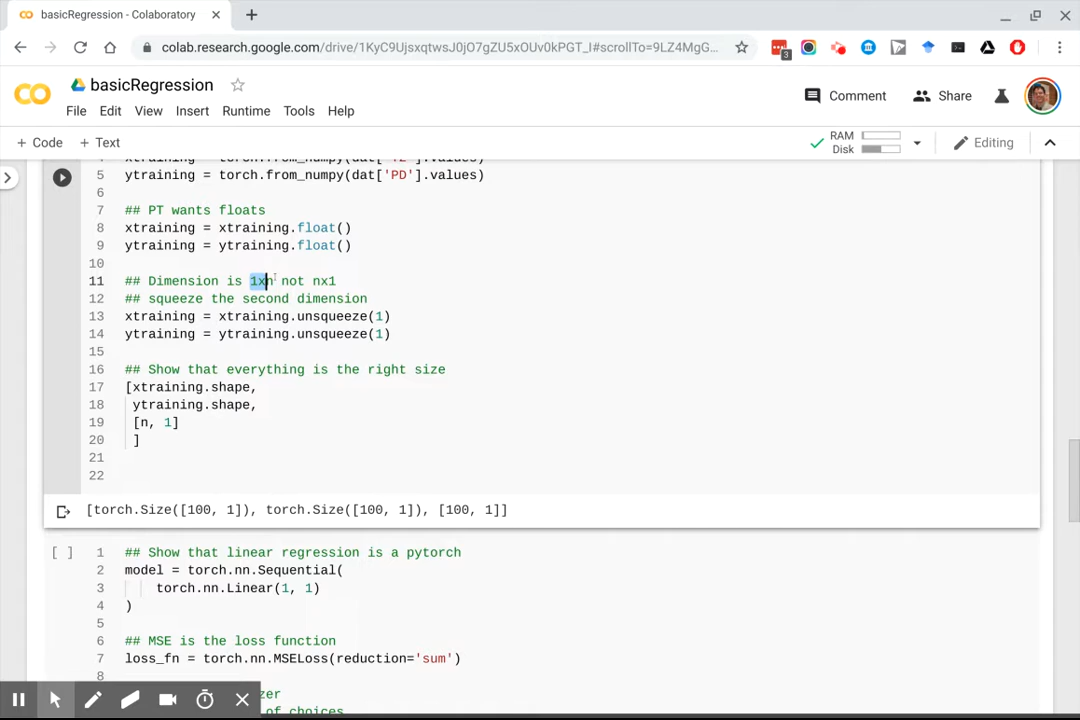 basicRegression - Colaboratory
colab.research.google.com/drive/1KyC9UjsxqtwsJ0jO7gZU5xOUv0kPGT_I#scrollTo=9LZ4MgG…
3
basicRegression
File Edit View Insert Runtime Tools Help
Comment
Share
+ Code + Text
RAM
Disk
Editing
5 ytraining = torch.from_numpy(dat['PD'].values)
6
7 ## PT wants floats
8 xtraining = xtraining.float()
9 ytraining = ytraining.float()
10
11 ## Dimension is 1xn not nx1
12 ## squeeze the second dimension
13 xtraining = xtraining.unsqueeze(1)
14 ytraining = ytraining.unsqueeze(1)
15
16 ## Show that everything is the right size
17 [xtraining.shape,
18 ytraining.shape,
19 [n, 1]
20 ]
21
22
[torch.Size([100, 1]), torch.Size([100, 1]), [100, 1]]
[ ] 1 ## Show that linear regression is a pytorch
2 model = torch.nn.Sequential(
3 torch.nn.Linear(1, 1)
4 )
5
6 ## MSE is the loss function
7 loss_fn = torch.nn.MSELoss(reduction='sum')
8
zer
of choices